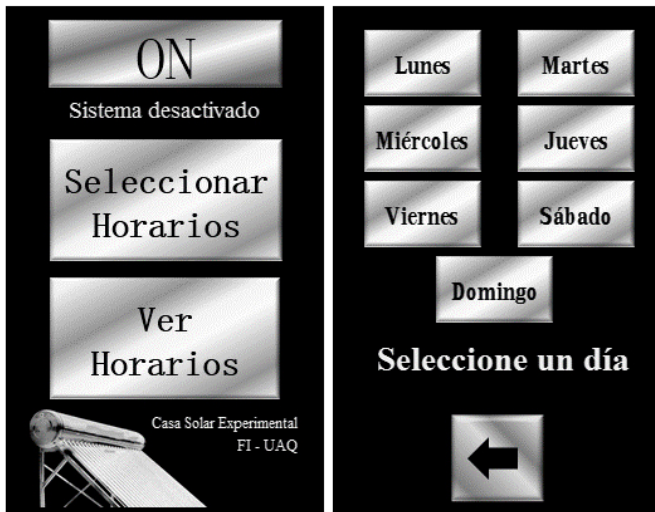 ON
Sistema desactivado
Seleccionar
Horarios
Ver
Horarios
Casa Solar Experimental
FI - UAQ
Lunes
Martes
Miércoles
Jueves
Viernes
Sábado
Domingo
Seleccione un día